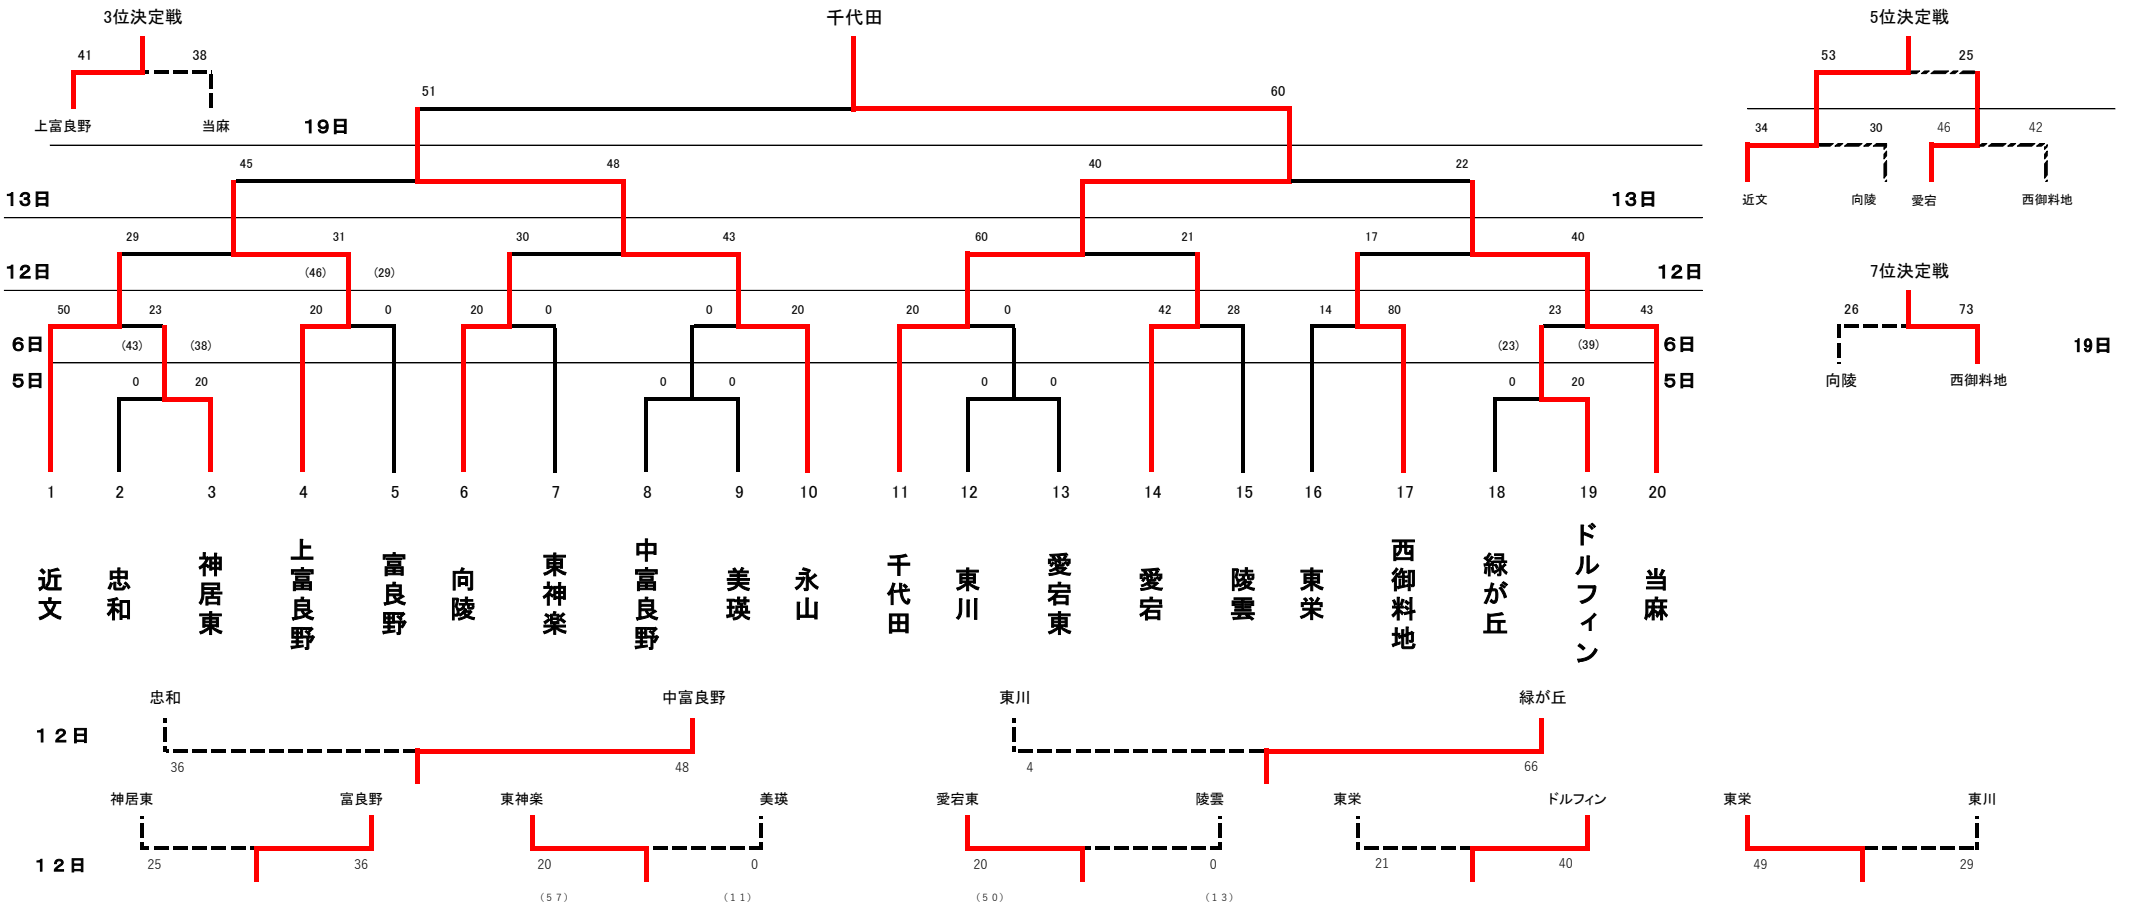 3位決定戦 千代田 5位決定戦
41 38 53 25
51 60
上富良野 当麻 19日 34 30 46 42
45 48 40 22
13日 13日 近文 向陵 愛宕 西御料地
29 31 30 43 60 21 17 40
12日 (46) (29) 12日 7位決定戦
50 23 20 0 20 0 0 20 20 0 42 28 14 80 23 43 26 73
6日 (43) (38) (23) (39) 6日 19日
5日 0 20 0 0 0 0 0 20 5日 向陵 西御料地
1 2 3 4 5 6 7 8 9 10 11 12 13 14 15 16 17 18 19 20
近文
忠和
神居東
上富良野
富良野
向陵
東神楽
中富良野
美瑛
永山
千代田
東川
愛宕東
愛宕
陵雲
東栄
西御料地
緑が丘
ドルフィン
当麻
忠和 中富良野 東川 緑が丘
12日
36 48 4 66
神居東 富良野 東神楽 美瑛 愛宕東 陵雲 東栄 ドルフィン 東栄 東川
12日 25 36 20 0 20 0 21 40 49 29
(57) (11) (50) (13)